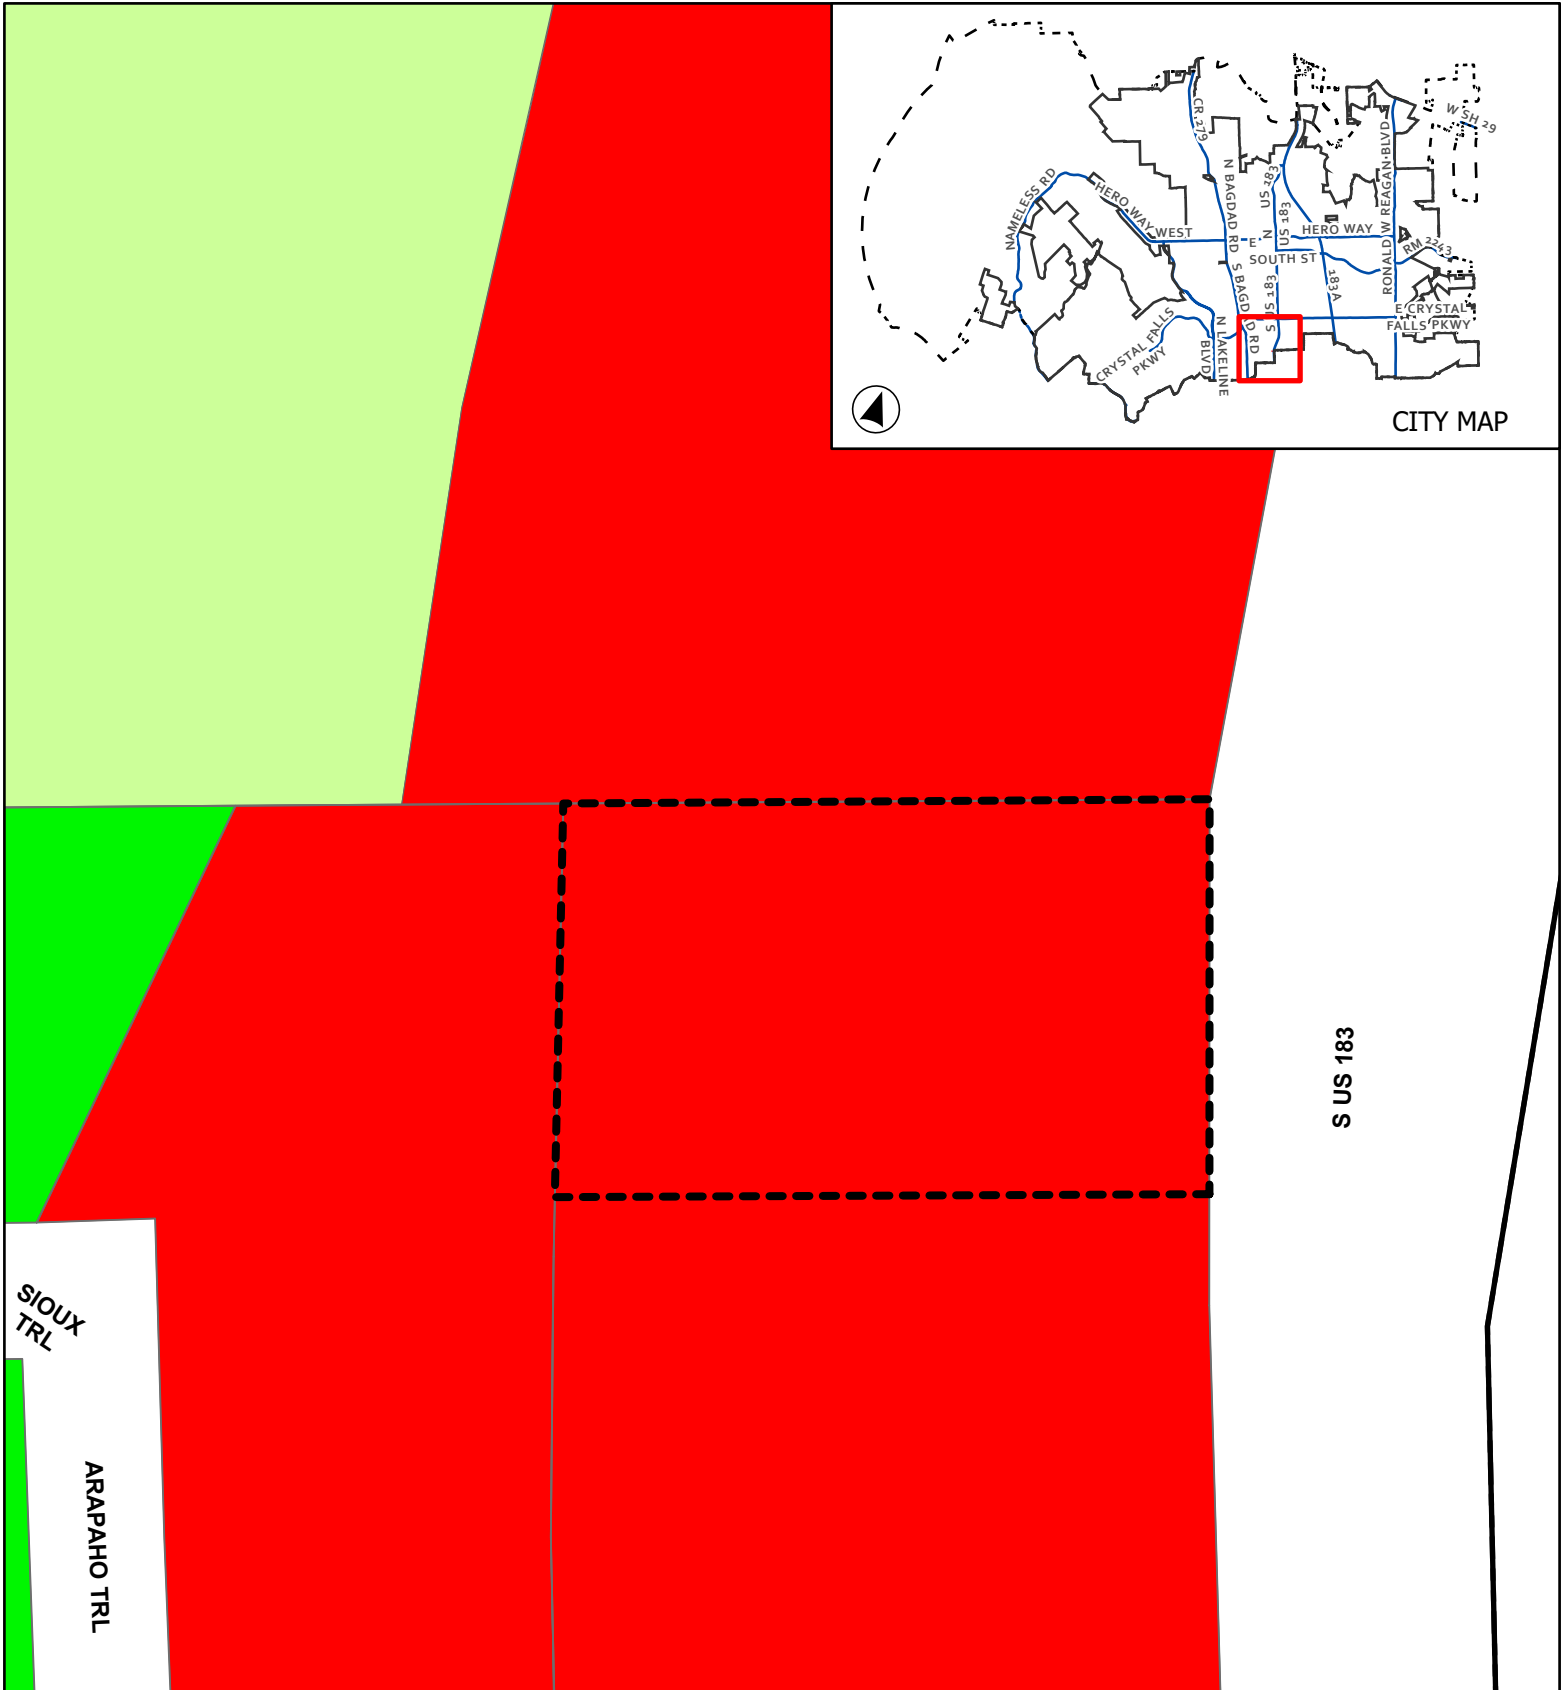 W SH 29
CR 279
N BAGDAD RD
US 183
RONALD W REAGAN BLVD
NAMELESS RD
HERO WAY
WEST
E
N
US 183
HERO WAY
SOUTH ST
RM 2243
S BAGDAD RD
S US 183
183A
E CRYSTAL
FALLS PKWY
CRYSTAL FALLS
PKWY
N LAKELINE
BLVD
CITY MAP
S US 183
SIOUX
TRL
ARAPAHO TRL